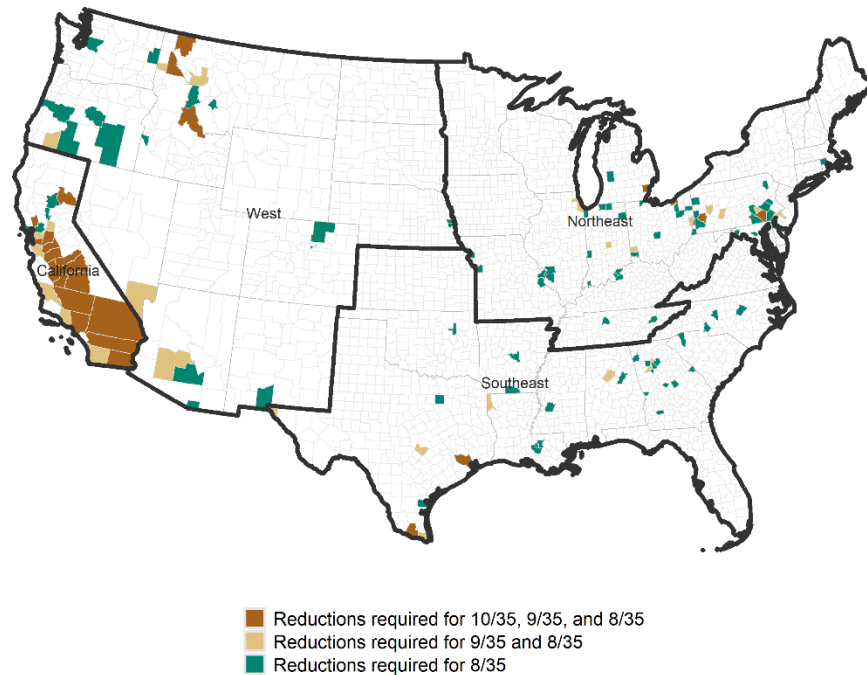 West
Northeast
California
Southeast
Reductions required for 10/35, 9/35, and 8/35
Reductions required for 9/35 and 8/35
Reductions required for 8/35